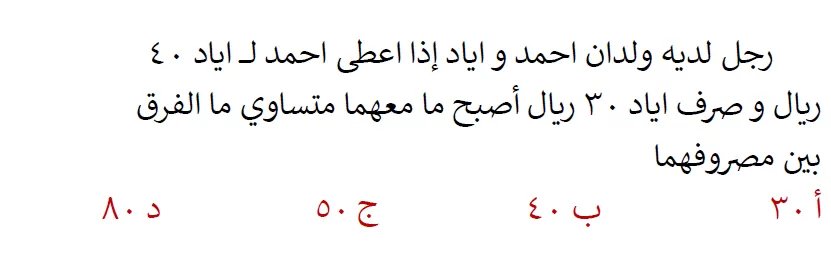 رجل لديه ولدان احمد و اياد إذا اعطى احمد لـ اياد ٤٠
ريال و صرف اياد ٣٠ ريال أصبح ما معهما متساوي ما الفرق
بين مصروفهما
أ ٣٠ ب ٤٠ ج ٥٠ د ٨٠